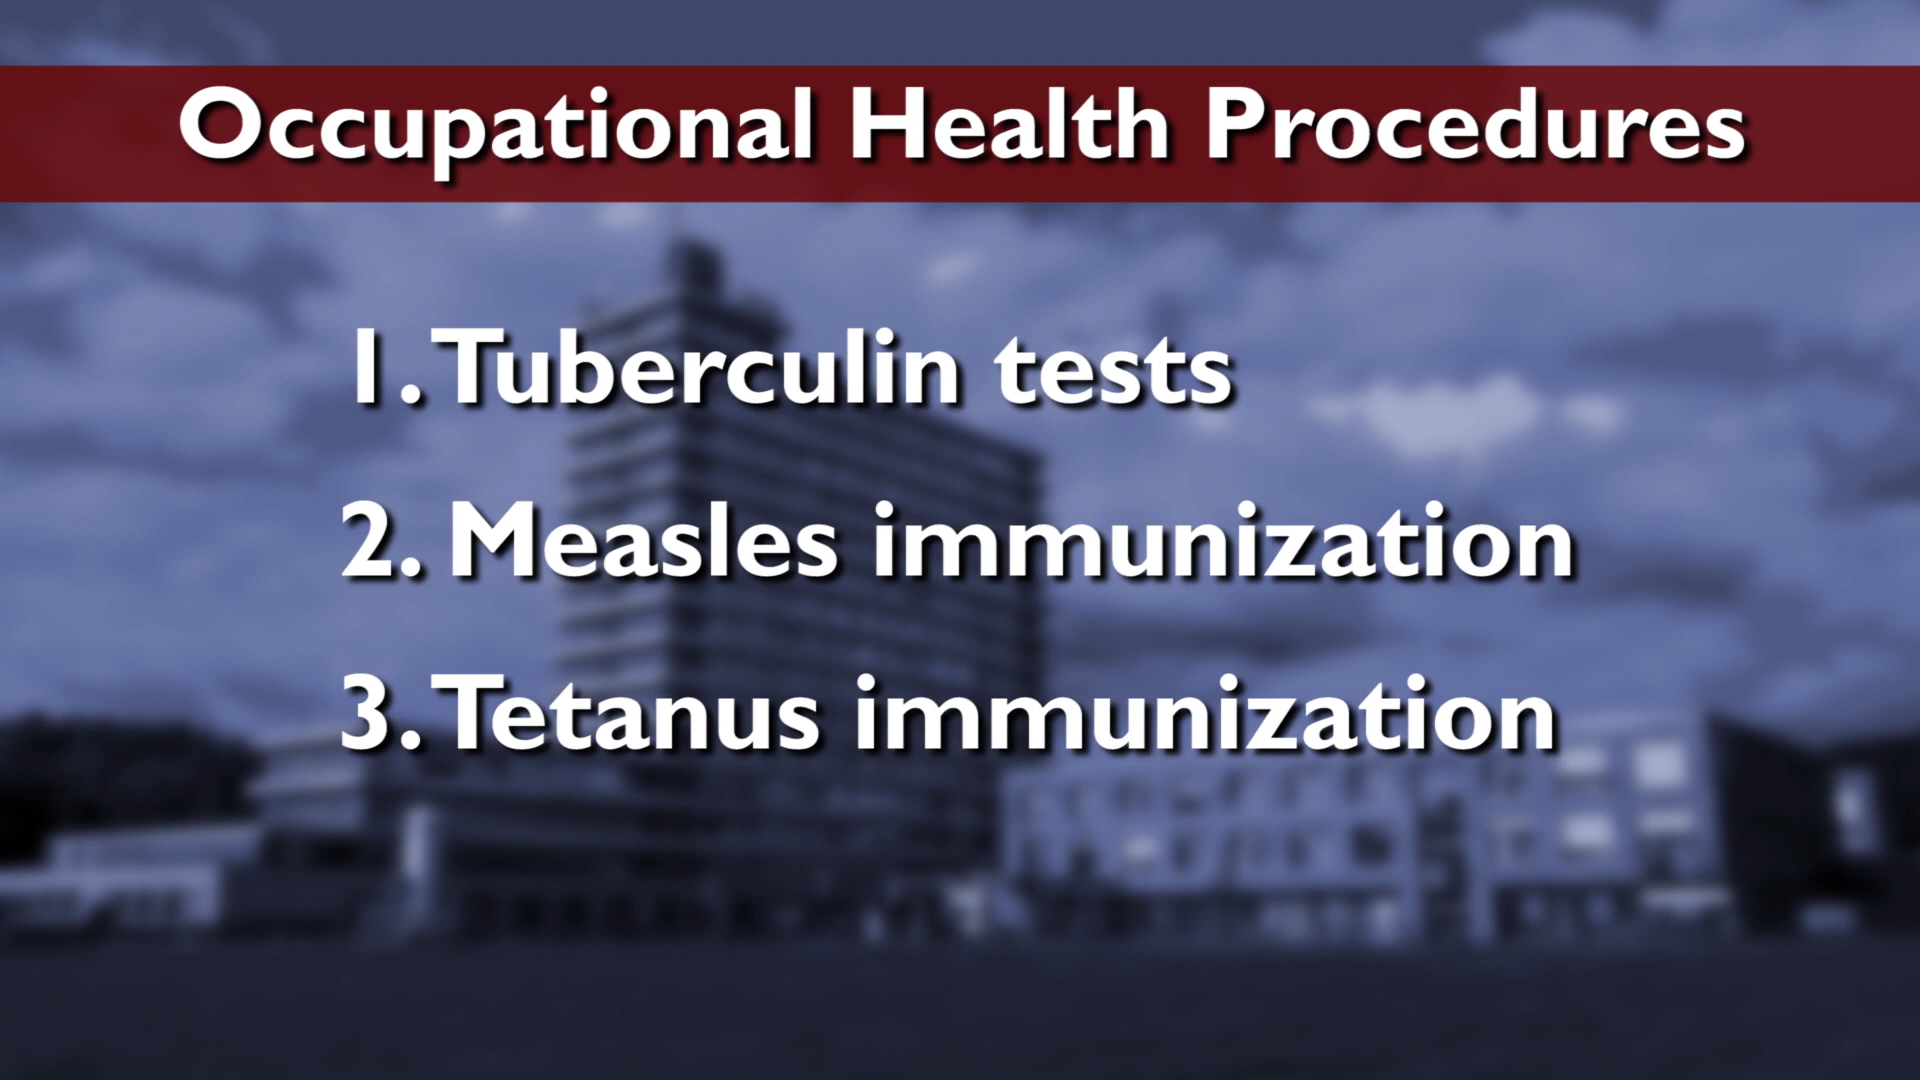 Occupational Health Procedures
1. Tuberculin tests
2. Measles immunization
3. Tetanus immunization